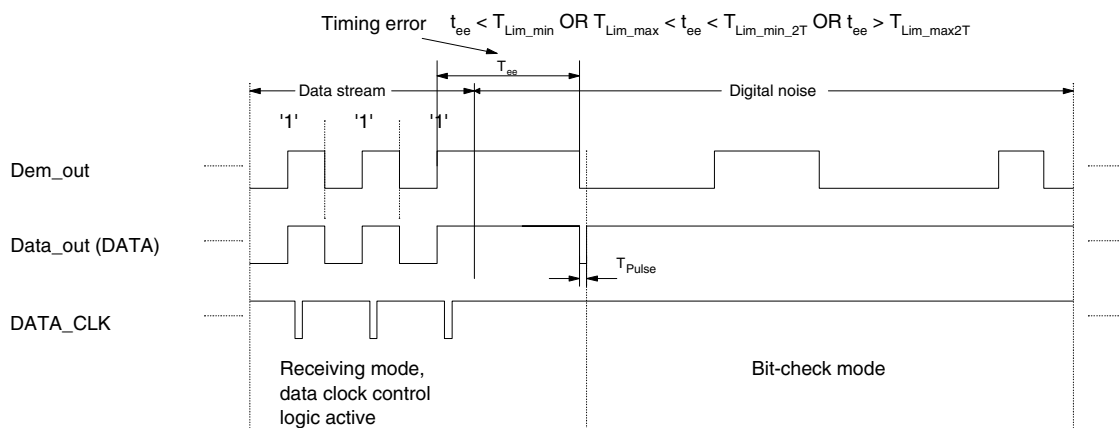 Timing error t_ee < T_Lim_min OR T_Lim_max < t_ee < T_Lim_min_2T OR t_ee > T_Lim_max2T
T_ee
Data stream Digital noise
'1' '1' '1'
Dem_out
Data_out (DATA)
T_Pulse
DATA_CLK
Receiving mode,
data clock control
logic active
Bit-check mode